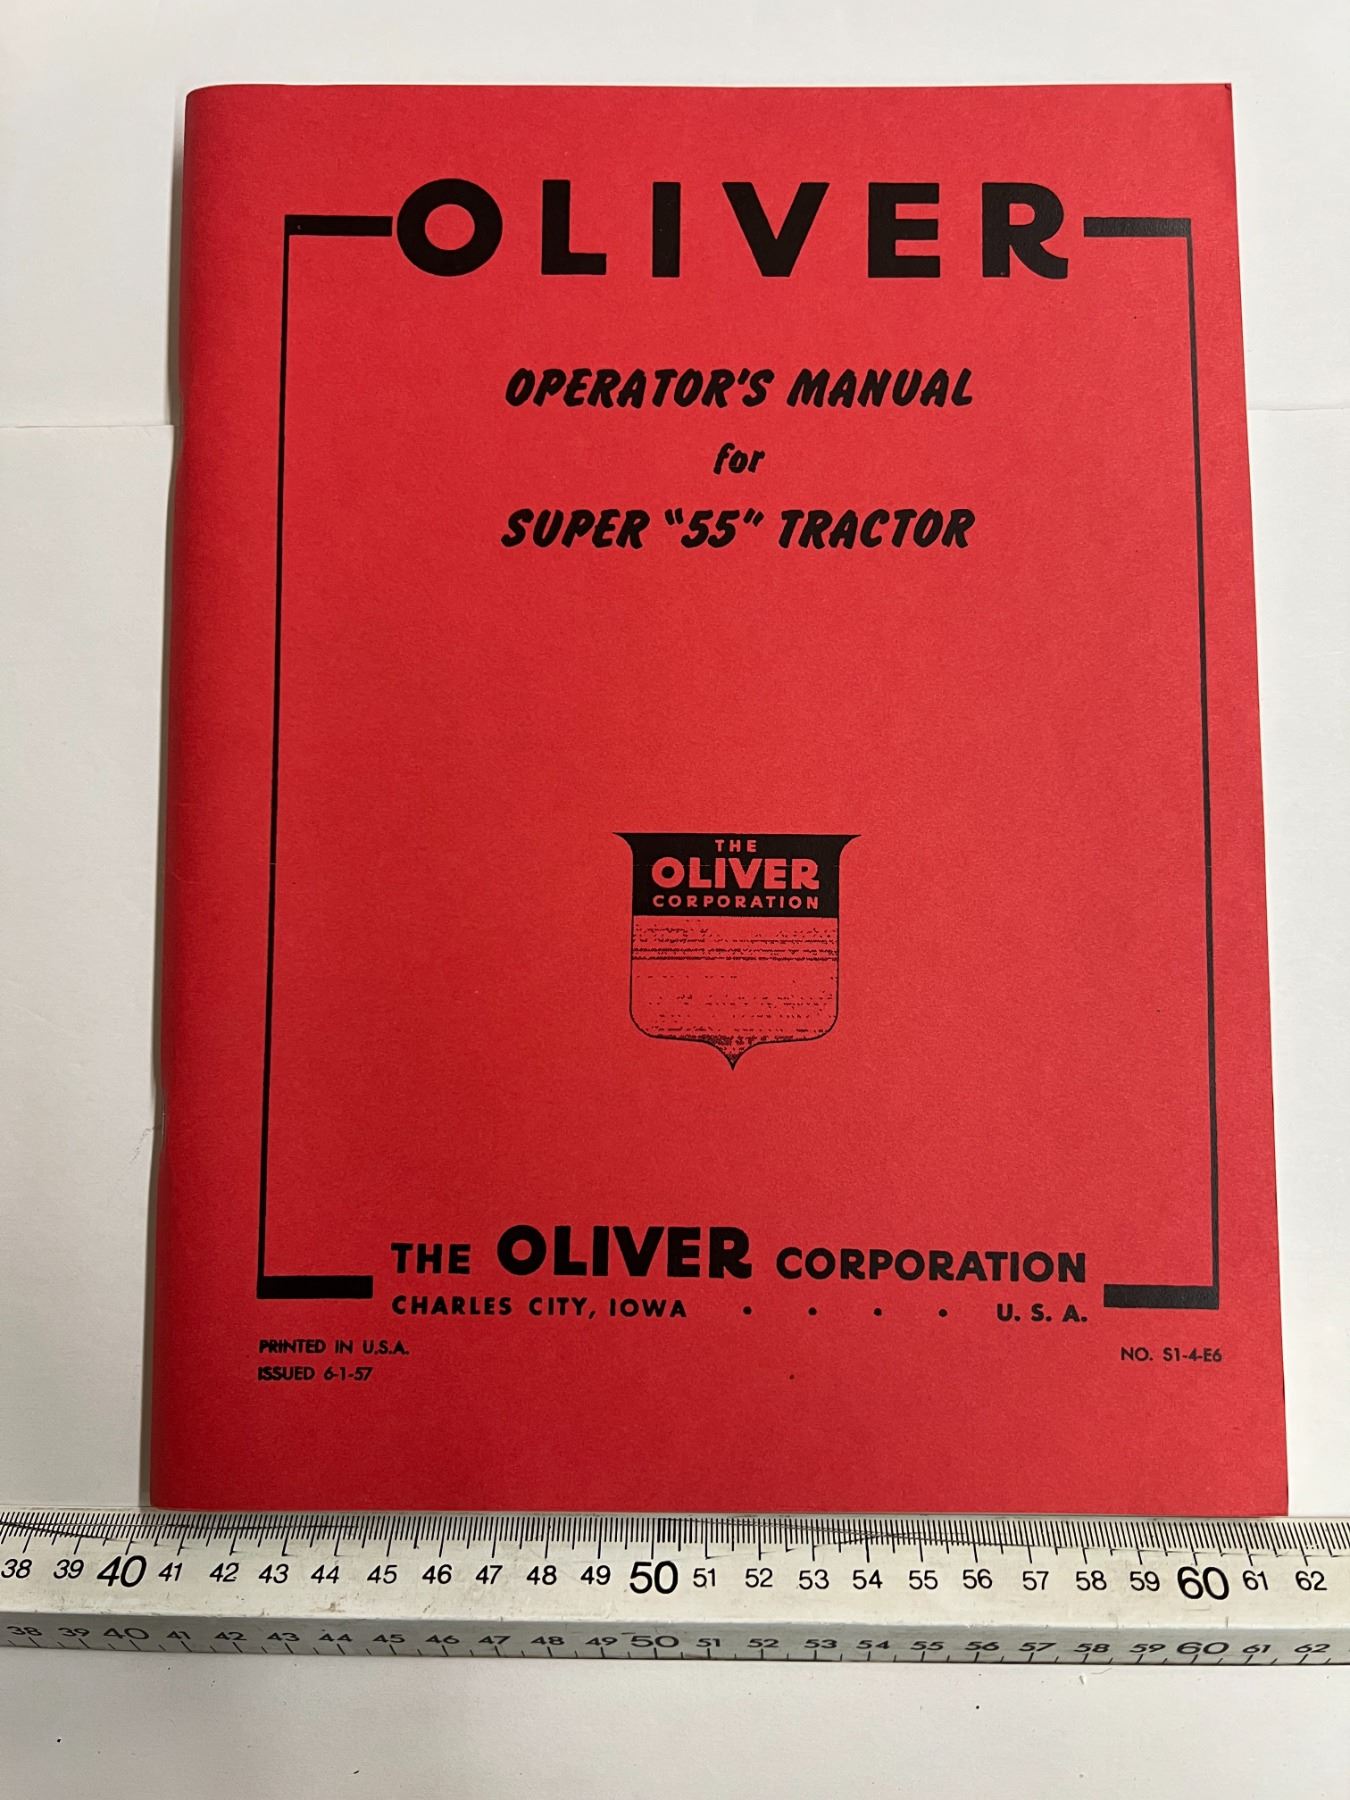 OLIVER
OPERATOR'S MANUAL
for
SUPER "55" TRACTOR
THE
OLIVER
CORPORATION
THE OLIVER CORPORATION
CHARLES CITY, IOWA . . . . U. S. A.
PRINTED IN U.S.A.
NO. S1-4-E6
ISSUED 6-1-57
38 39 40 41 42 43 44 45 46 47 48 49 50 51 52 53 54 55 56 57 58 59 60 61 62
38 39 40 41 42 43 44 45 46 47 48 49 50 51 52 53 54 55 56 57 58 59 60 61 62